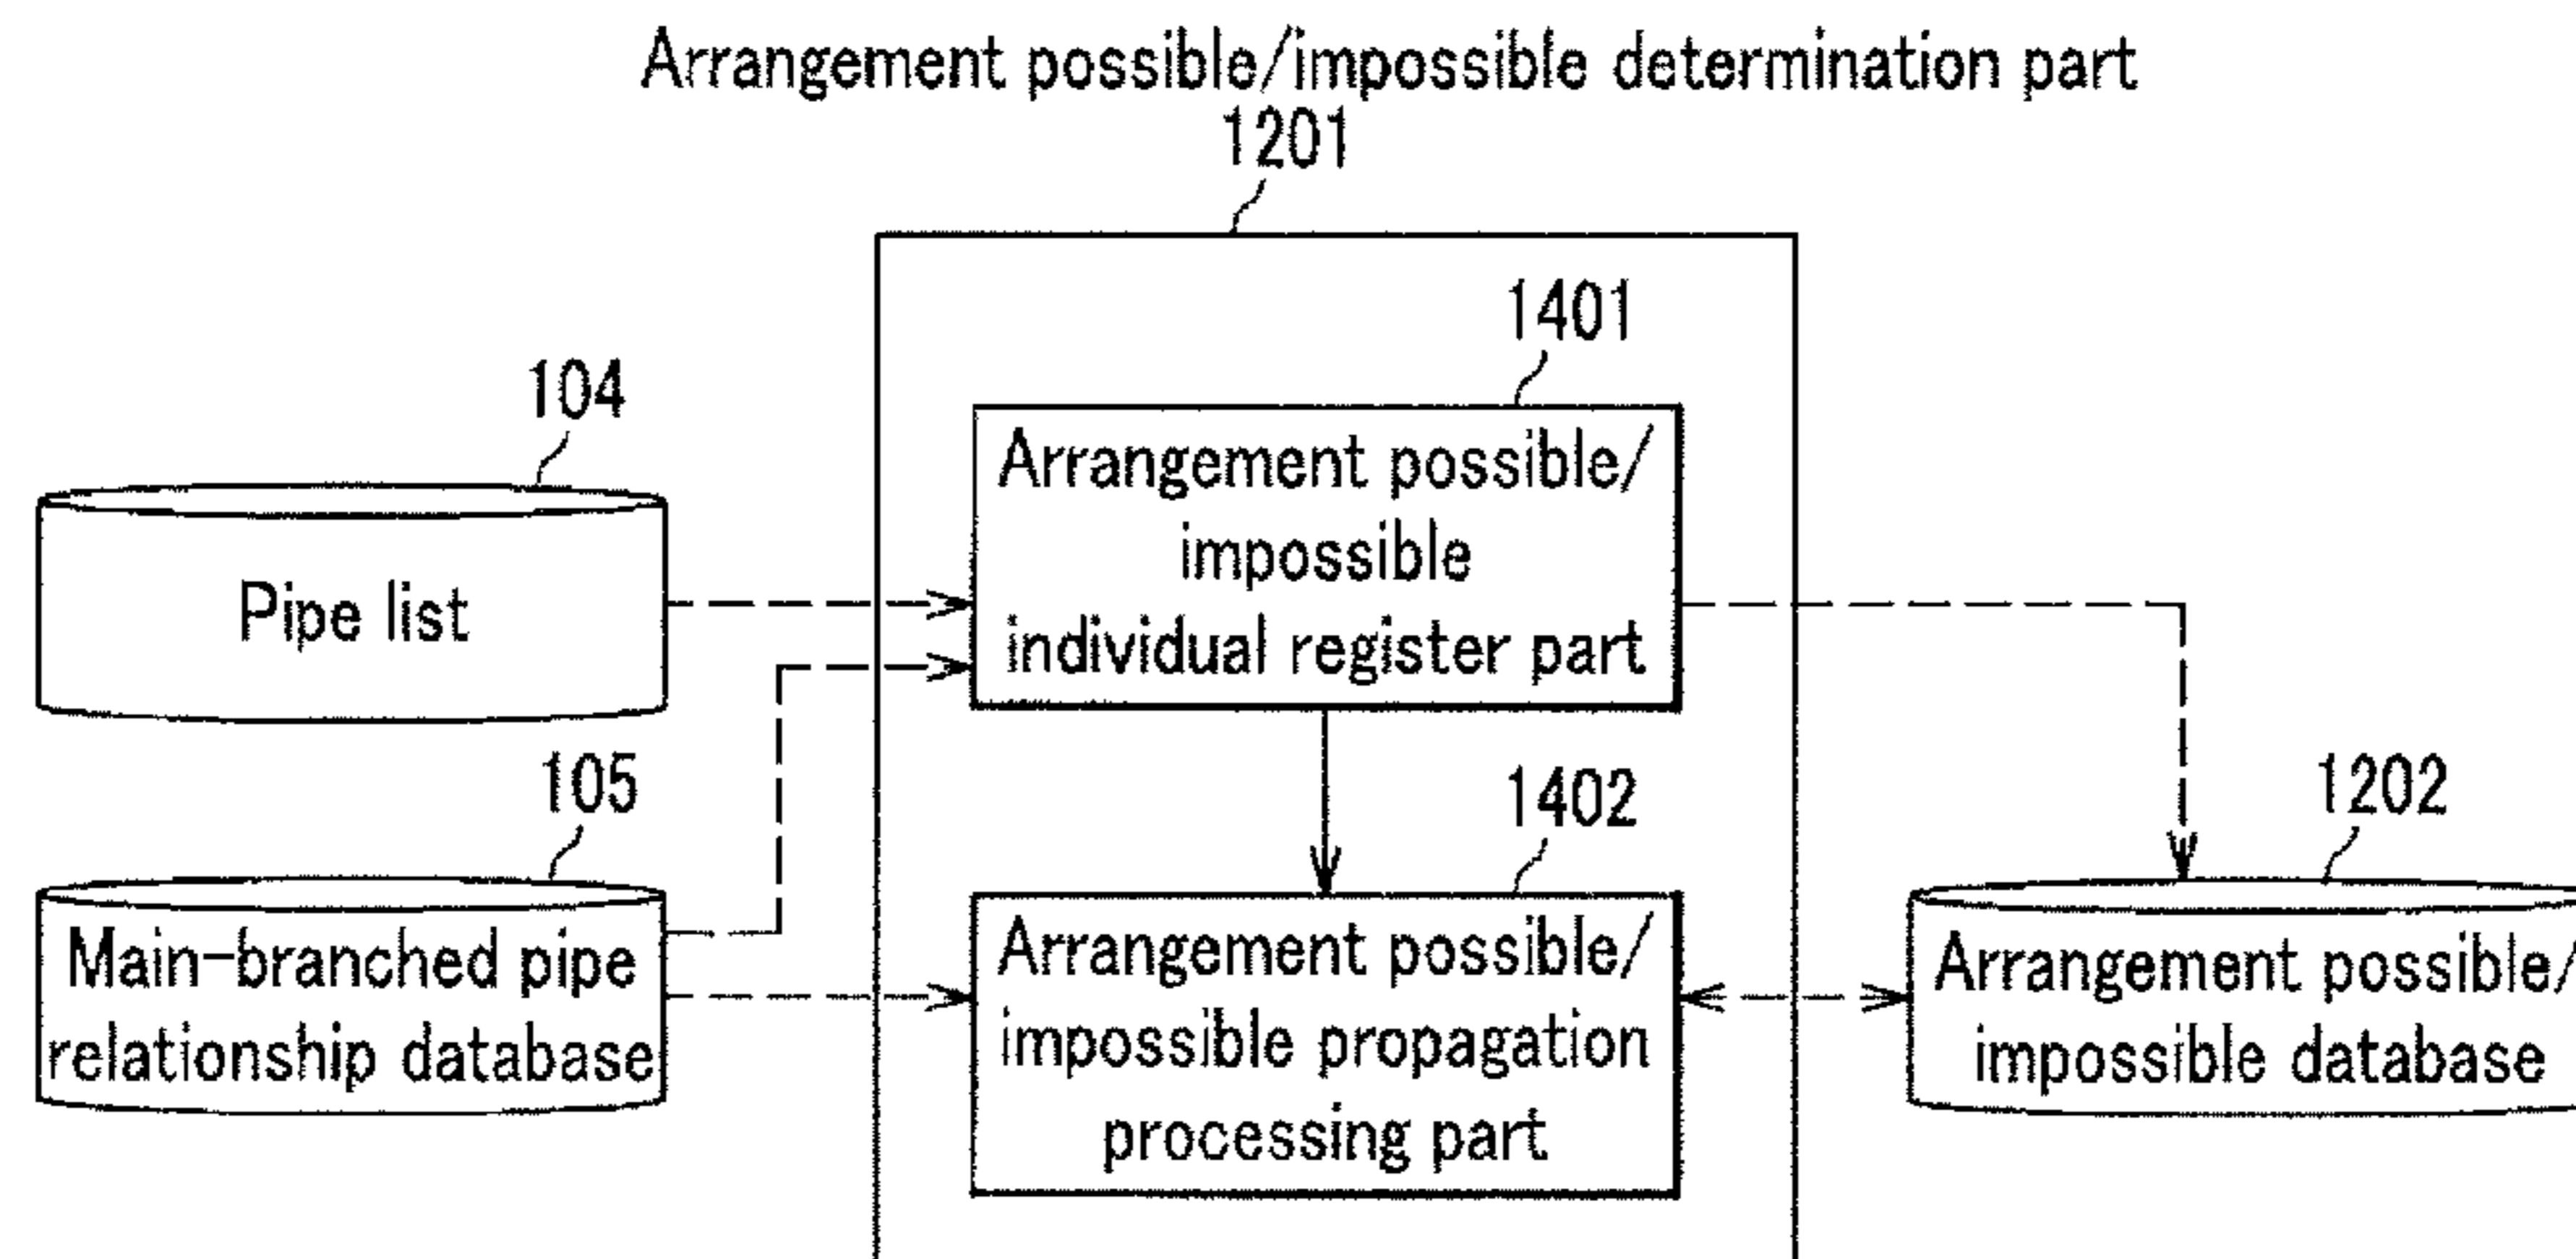 Arrangement possible/impossible determination part
1201
1401
104
Arrangement possible/
impossible
individual register part
Pipe list
105
1402
1202
Main-branched pipe
relationship database
Arrangement possible/
impossible propagation
processing part
Arrangement possible/
impossible database